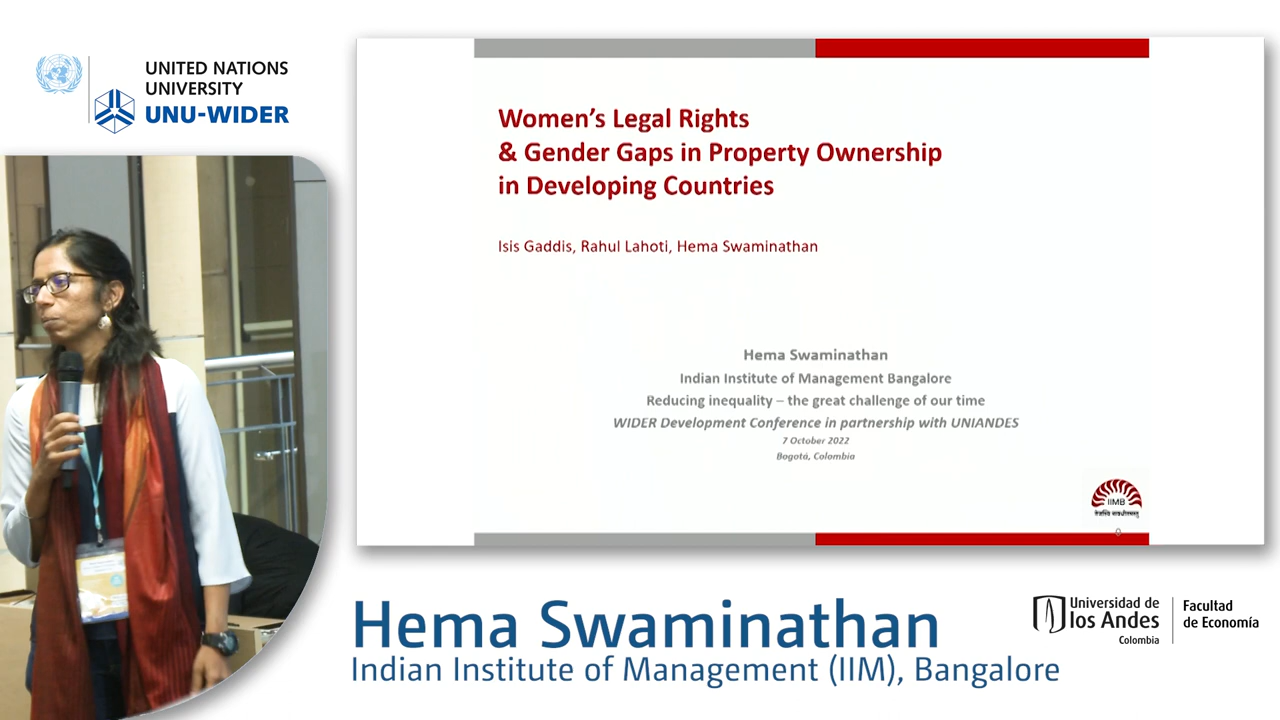 UNITED NATIONS
UNIVERSITY
UNU-WIDER
Women's Legal Rights
& Gender Gaps in Property Ownership
in Developing Countries
Isis Gaddis, Rahul Lahoti, Hema Swaminathan
Hema Swaminathan
Indian Institute of Management Bangalore
Reducing inequality – the great challenge of our time
WIDER Development Conference in partnership with UNIANDES
7 October 2022
Bogotá, Colombia
IIMB
0
Hema Swaminathan
Indian Institute of Management (IIM), Bangalore
Universidad de
los Andes
Colombia
Facultad
de Economía